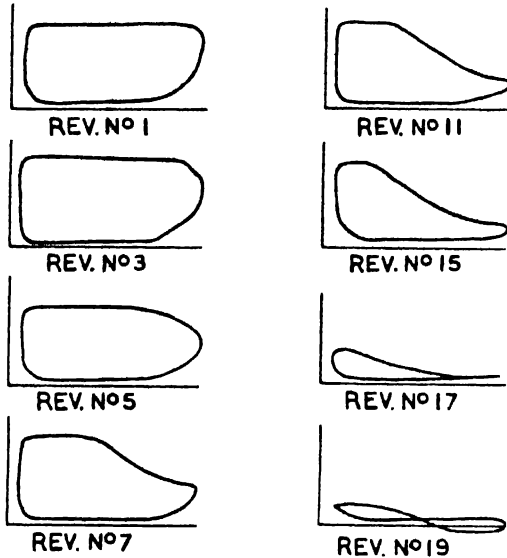 REV. Nº 1
REV. Nº 3
REV. Nº 5
REV. Nº 7
REV. Nº 11
REV. Nº 15
REV. Nº 17
REV. Nº 19